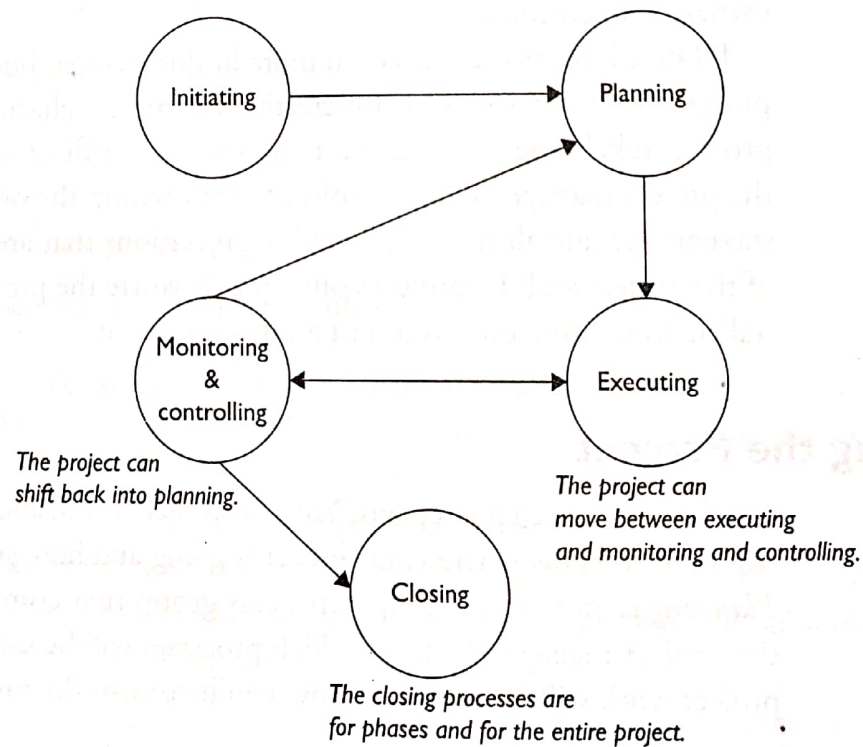 Initiating
Planning
Monitoring
&
controlling
Executing
The project can
shift back into planning.
The project can
move between executing
and monitoring and controlling.
Closing
The closing processes are
for phases and for the entire project.